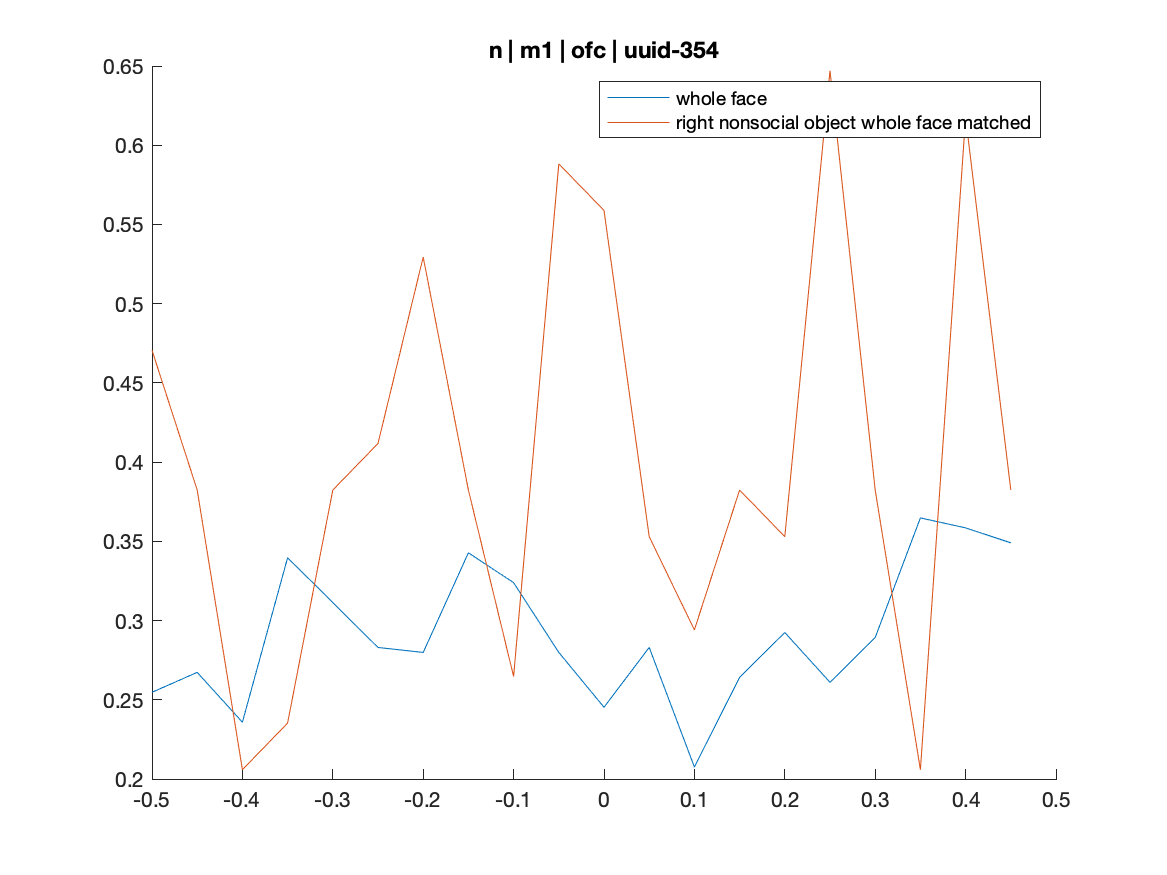 n | m1 | ofc | uuid-354
0.65
whole face
right nonsocial object whole face matched
0.6
0.55
0.5
0.45
0.4
0.35
0.3
0.25
0.2
-0.5 -0.4 -0.3 -0.2 -0.1 0 0.1 0.2 0.3 0.4 0.5